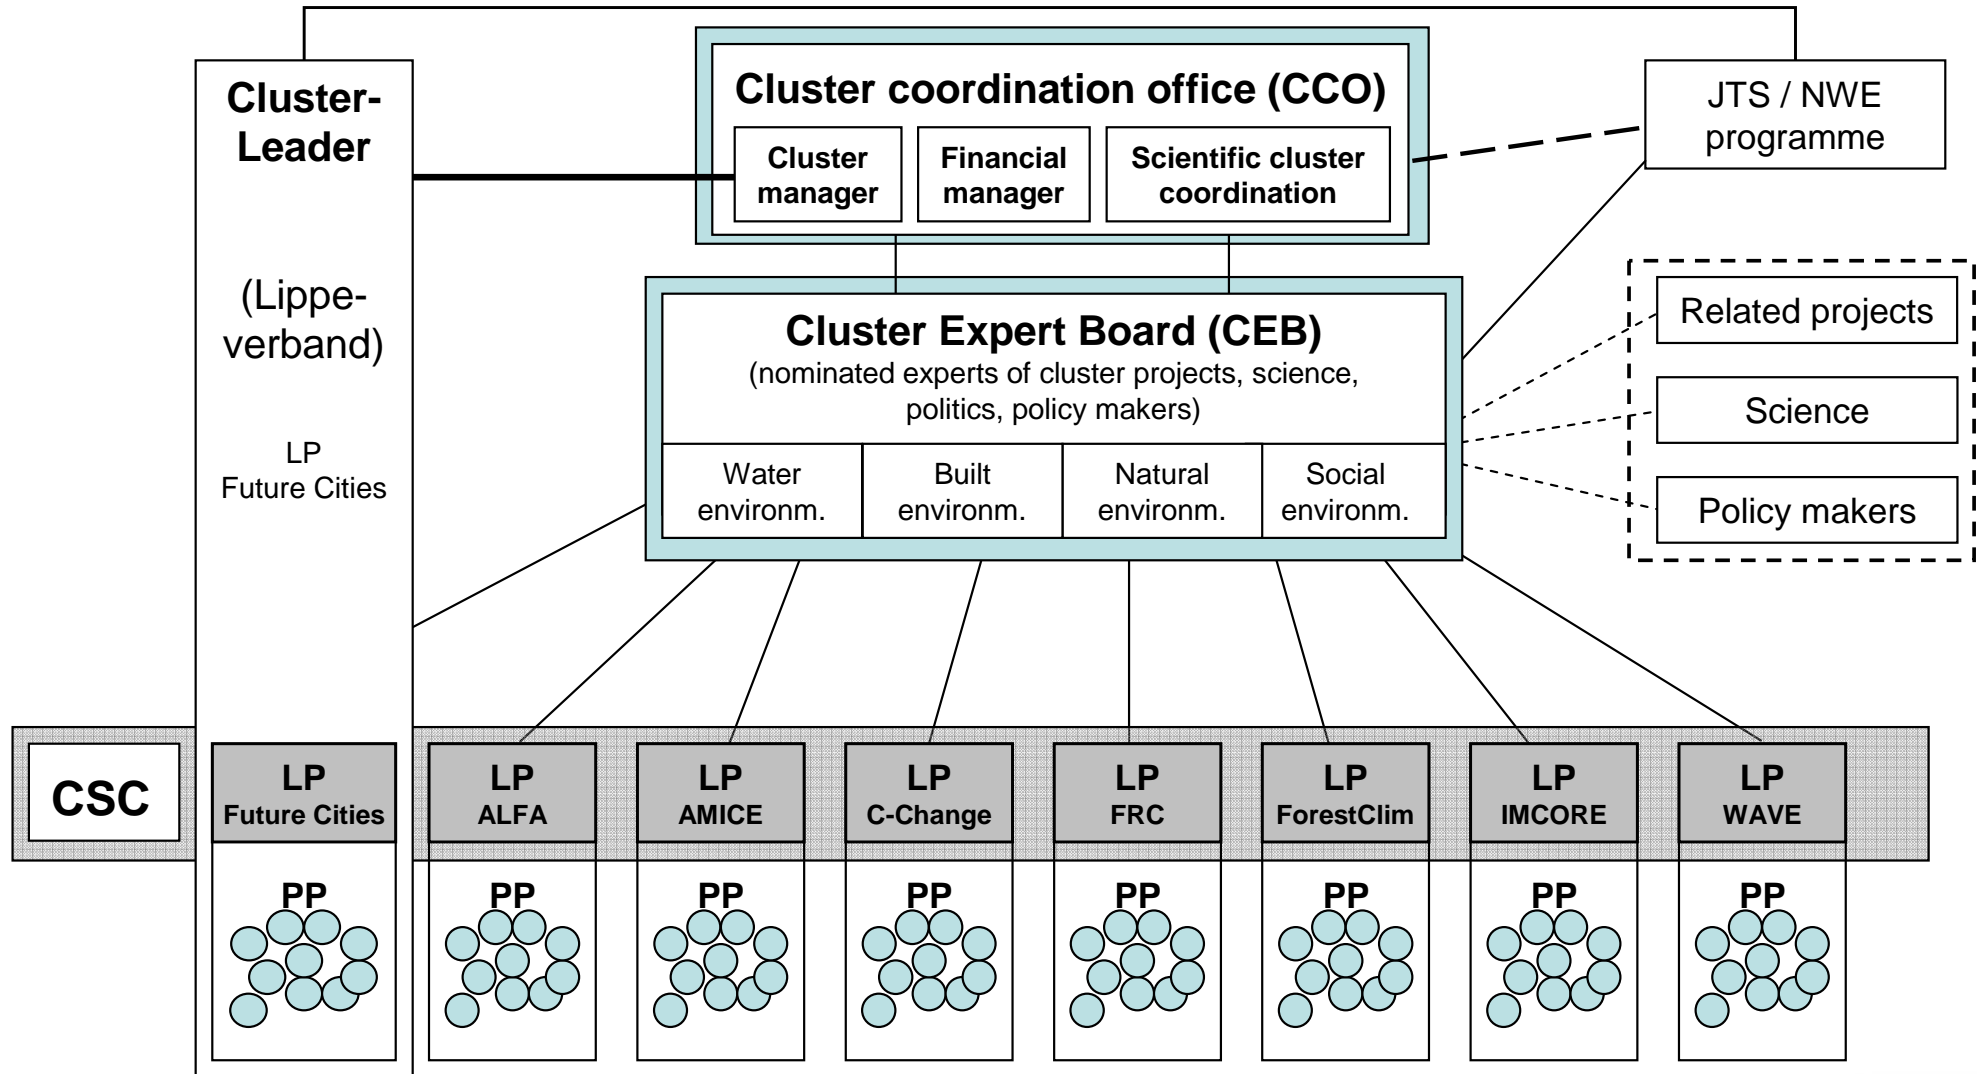 Cluster-
Leader
(Lippe-
verband)
LP
Future Cities
Cluster coordination office (CCO)
Cluster
manager
Financial
manager
Scientific cluster
coordination
JTS / NWE
programme
Cluster Expert Board (CEB)
(nominated experts of cluster projects, science,
politics, policy makers)
Water
environm.
Built
environm.
Natural
environm.
Social
environm.
Related projects
Science
Policy makers
CSC
LP
Future Cities
LP
ALFA
LP
AMICE
LP
C-Change
LP
FRC
LP
ForestClim
LP
IMCORE
LP
WAVE
PP
PP
PP
PP
PP
PP
PP
PP